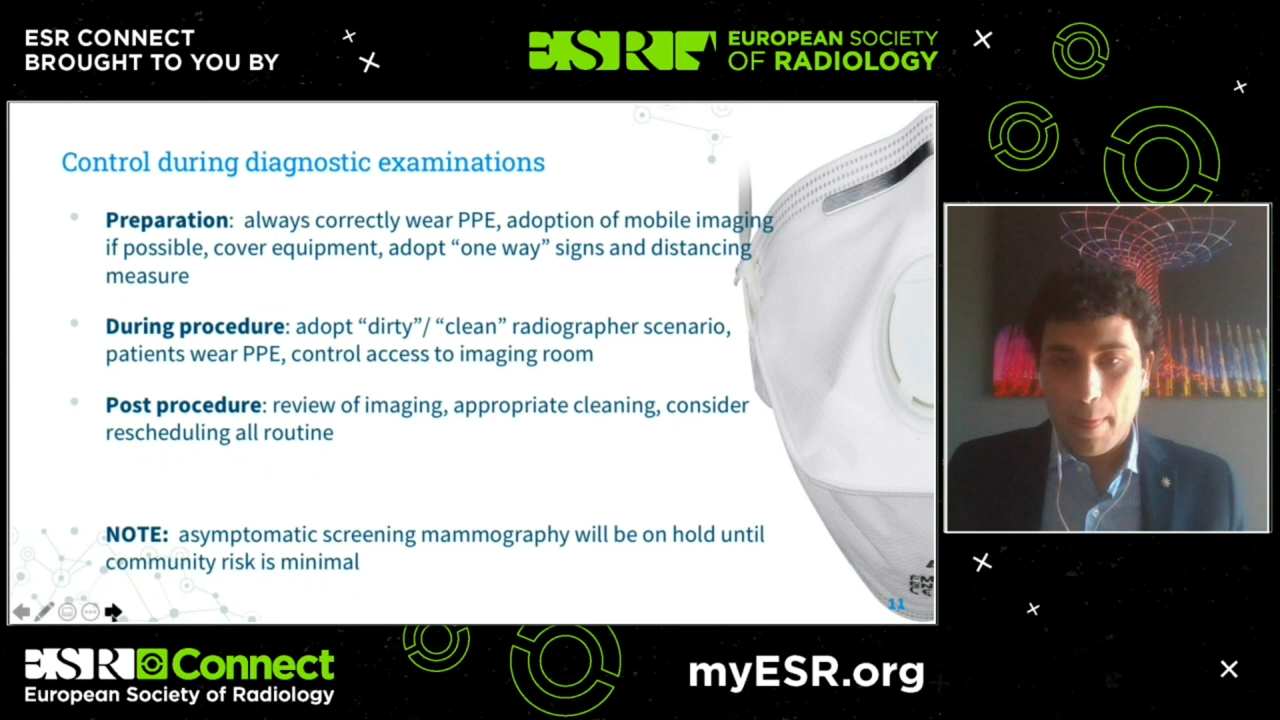 ESR CONNECT
BROUGHT TO YOU BY
ESR
EUROPEAN SOCIETY
OF RADIOLOGY
Control during diagnostic examinations
Preparation: always correctly wear PPE, adoption of mobile imaging
if possible, cover equipment, adopt “one way” signs and distancing
measure
During procedure: adopt “dirty”/ “clean” radiographer scenario,
patients wear PPE, control access to imaging room
Post procedure: review of imaging, appropriate cleaning, consider
rescheduling all routine
NOTE: asymptomatic screening mammography will be on hold until
community risk is minimal
11
ESR Connect
European Society of Radiology
myESR.org